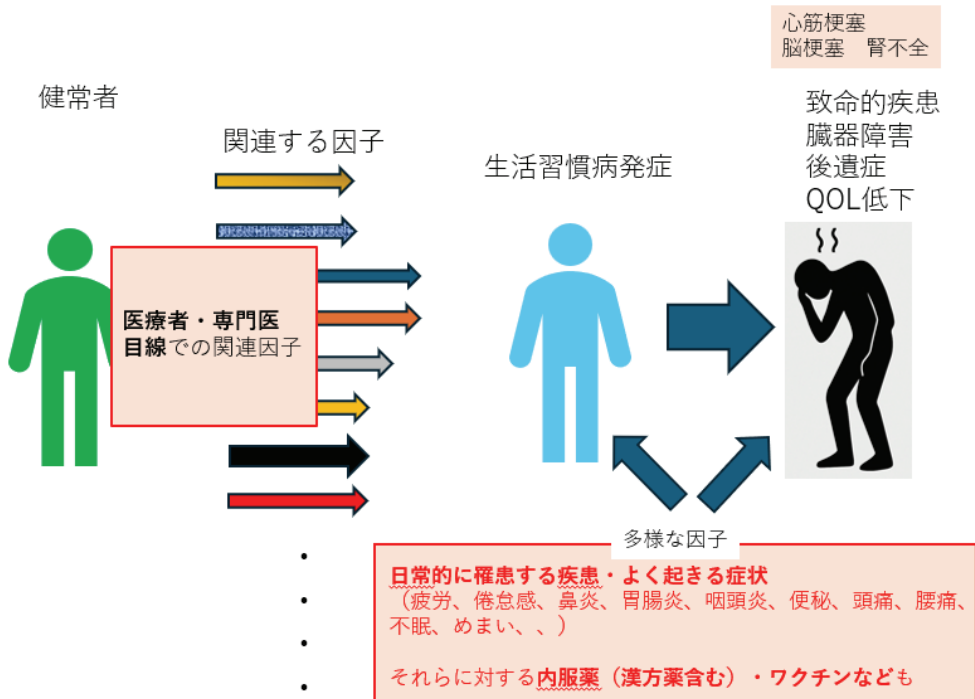 心筋梗塞
脳梗塞　腎不全
健常者
致命的疾患
臓器障害
後遺症
QOL低下
関連する因子
生活習慣病発症
医療者・専門医
目線での関連因子
多様な因子
日常的に罹患する疾患・よく起きる症状
（疲労、倦怠感、鼻炎、胃腸炎、咽頭炎、便秘、頭痛、腰痛、
不眠、めまい、、）
それらに対する内服薬（漢方薬含む）・ワクチンなども